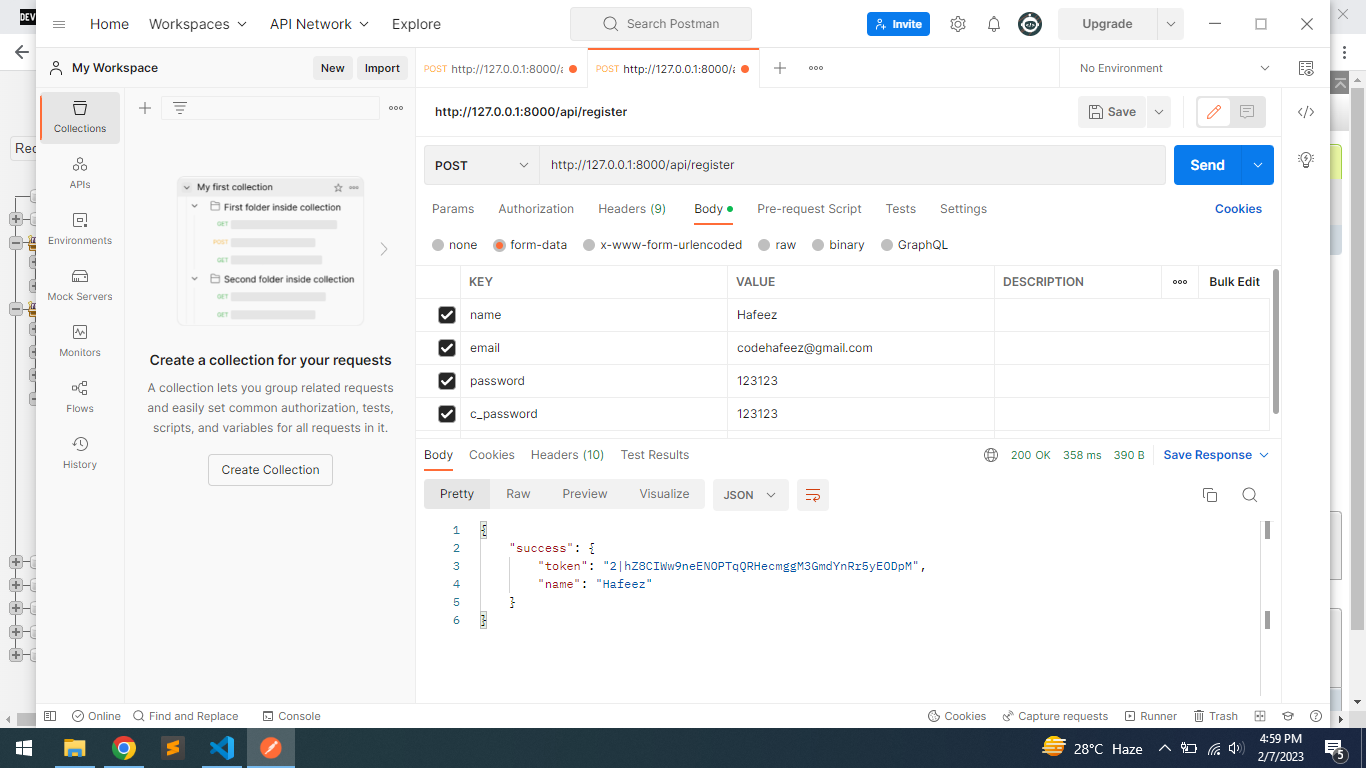 DEV
Home
Workspaces
API Network
Explore
Search Postman
Invite
Upgrade
My Workspace
New
Import
POST http://127.0.0.1:8000/a
POST http://127.0.0.1:8000/a
No Environment
Collections
APIs
Environments
Mock Servers
Monitors
Flows
History
My first collection
First folder inside collection
GET
POST
GET
Second folder inside collection
GET
GET
Create a collection for your requests
A collection lets you group related requests
and easily set common authorization, tests,
scripts, and variables for all requests in it.
Create Collection
http://127.0.0.1:8000/api/register
Save
POST
http://127.0.0.1:8000/api/register
Send
Params
Authorization
Headers (9)
Body
Pre-request Script
Tests
Settings
Cookies
none
form-data
x-www-form-urlencoded
raw
binary
GraphQL
KEY
VALUE
DESCRIPTION
Bulk Edit
name
Hafeez
email
codehafeez@gmail.com
password
123123
c_password
123123
Body
Cookies
Headers (10)
Test Results
200 OK
358 ms
390 B
Save Response
Pretty
Raw
Preview
Visualize
JSON
1 {
2 "success": {
3 "token": "2|hZ8CIWw9neENOPTqQRHecmggM3GmdYnRr5yEODpM",
4 "name": "Hafeez"
5 }
6 }
Online
Find and Replace
Console
Cookies
Capture requests
Runner
Trash
28°C Haze
4:59 PM
2/7/2023
5